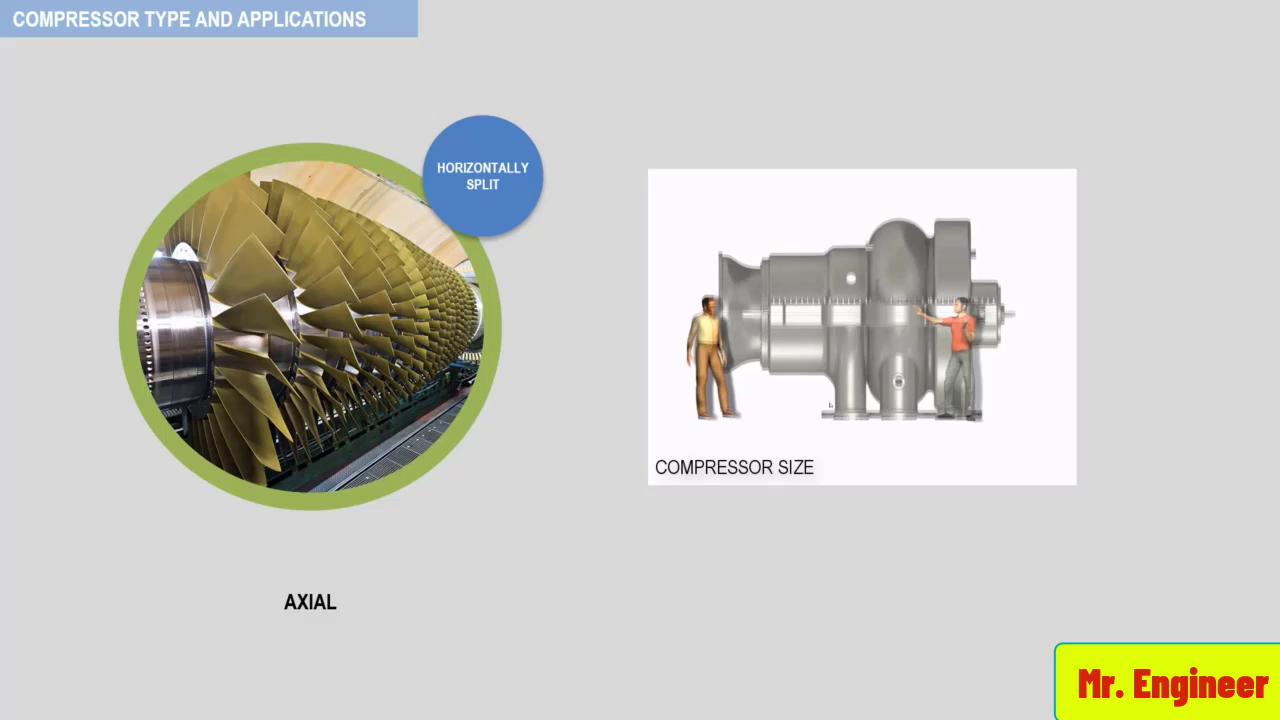 COMPRESSOR TYPE AND APPLICATIONS
HORIZONTALLY
SPLIT
COMPRESSOR SIZE
AXIAL
Mr. Engineer